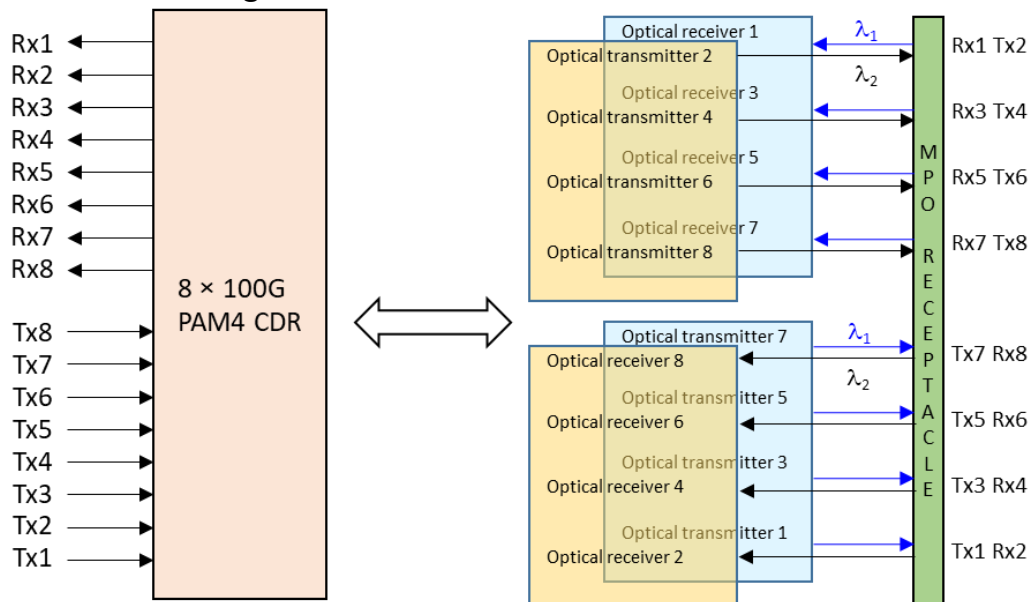 Rx1
Rx2
Rx3
Rx4
Rx5
Rx6
Rx7
Rx8
Tx8
Tx7
Tx6
Tx5
Tx4
Tx3
Tx2
Tx1
8 × 100G
PAM4 CDR
Optical receiver 1
Optical transmitter 2
Optical receiver 3
Optical transmitter 4
Optical receiver 5
Optical transmitter 6
Optical receiver 7
Optical transmitter 8
λ1
λ2
Optical transmitter 7
Optical receiver 8
Optical transmitter 5
Optical receiver 6
Optical transmitter 3
Optical receiver 4
Optical transmitter 1
Optical receiver 2
λ1
λ2
MPO RECEPTACLE
Rx1 Tx2
Rx3 Tx4
Rx5 Tx6
Rx7 Tx8
Tx7 Rx8
Tx5 Rx6
Tx3 Rx4
Tx1 Rx2